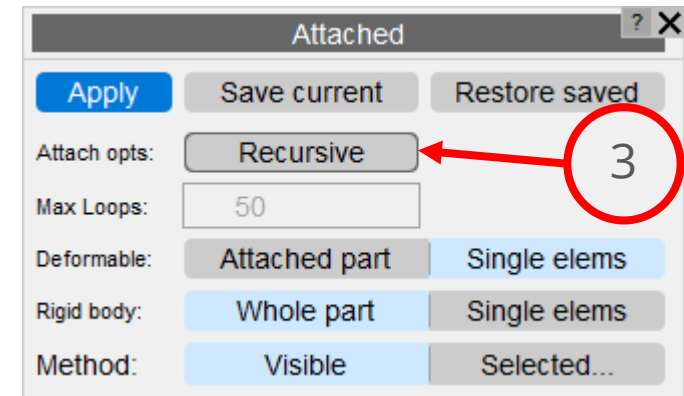 Attached ? X
Apply Save current Restore saved
Attach opts: Recursive 3
Max Loops: 50
Deformable: Attached part Single elems
Rigid body: Whole part Single elems
Method: Visible Selected...